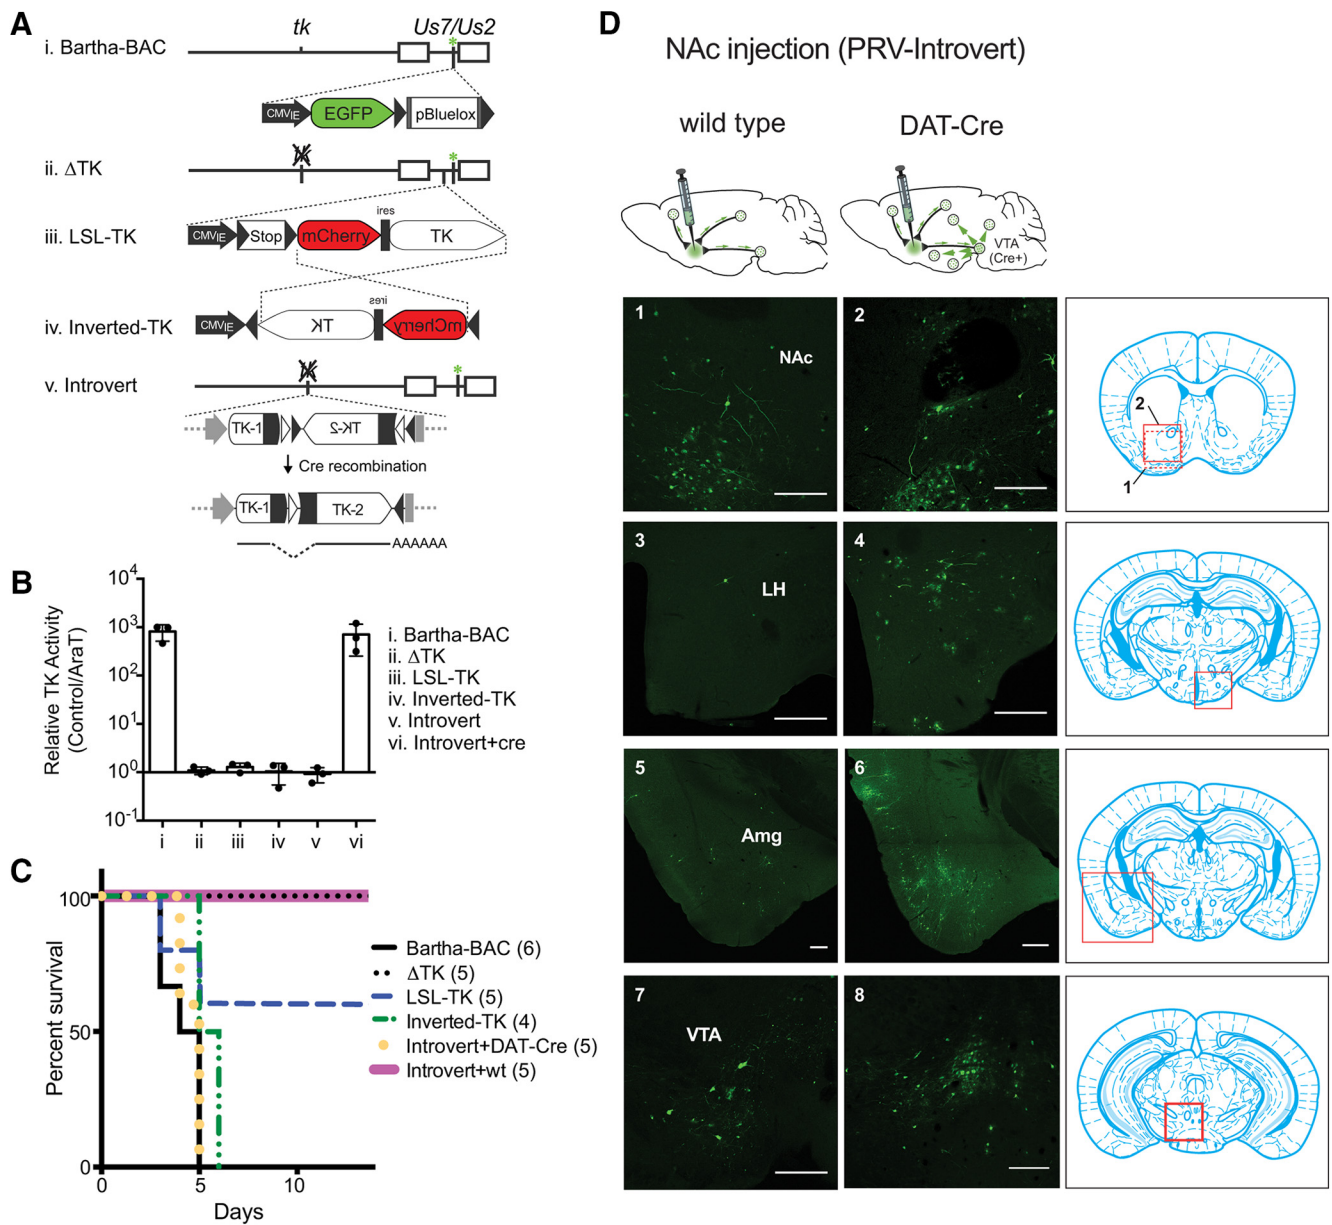 A
tk
Us7/Us2
i. Bartha-BAC
*
CMVIE
EGFP
pBluelox
tk
*
ii. ΔTK
ires
iii. LSL-TK
CMVIE
Stop
mCherry
TK
ires
iv. Inverted-TK
CMVIE
TK
mCherry
tk
*
v. Introvert
TK-1
TK-2
Cre recombination
TK-1
TK-2
AAAAAA
B
Relative TK Activity
(Control/AraT)
10^4
10^3
10^2
10^1
10^0
10^-1
i
ii
iii
iv
v
vi
i. Bartha-BAC
ii. ΔTK
iii. LSL-TK
iv. Inverted-TK
v. Introvert
vi. Introvert+cre
C
Percent survival
100
50
0
0
5
10
Days
Bartha-BAC (6)
ΔTK (5)
LSL-TK (5)
Inverted-TK (4)
Introvert+DAT-Cre (5)
Introvert+wt (5)
D
NAc injection (PRV-Introvert)
wild type
DAT-Cre
VTA
(Cre+)
1
NAc
2
2
1
3
LH
4
5
Amg
6
7
VTA
8